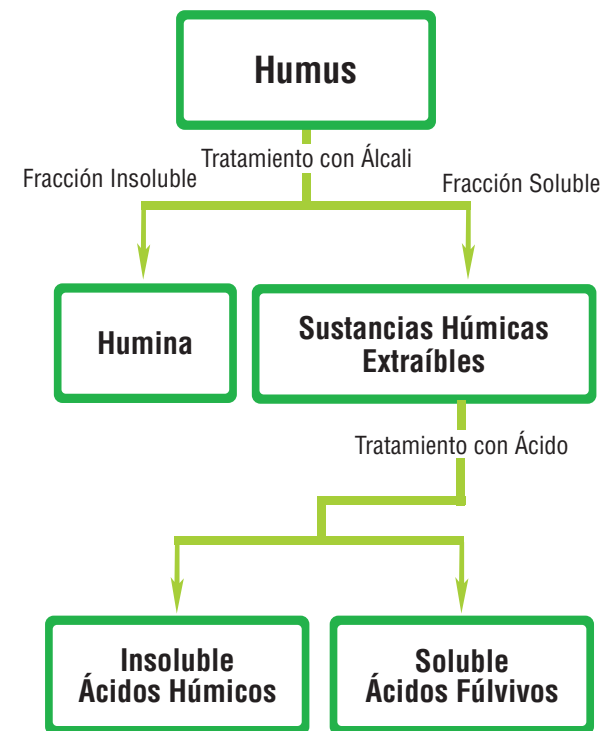 Humus
Tratamiento con Álcali
Fracción Insoluble
Fracción Soluble
Humina
Sustancias Húmicas
Extraíbles
Tratamiento con Ácido
Insoluble
Ácidos Húmicos
Soluble
Ácidos Fúlvivos